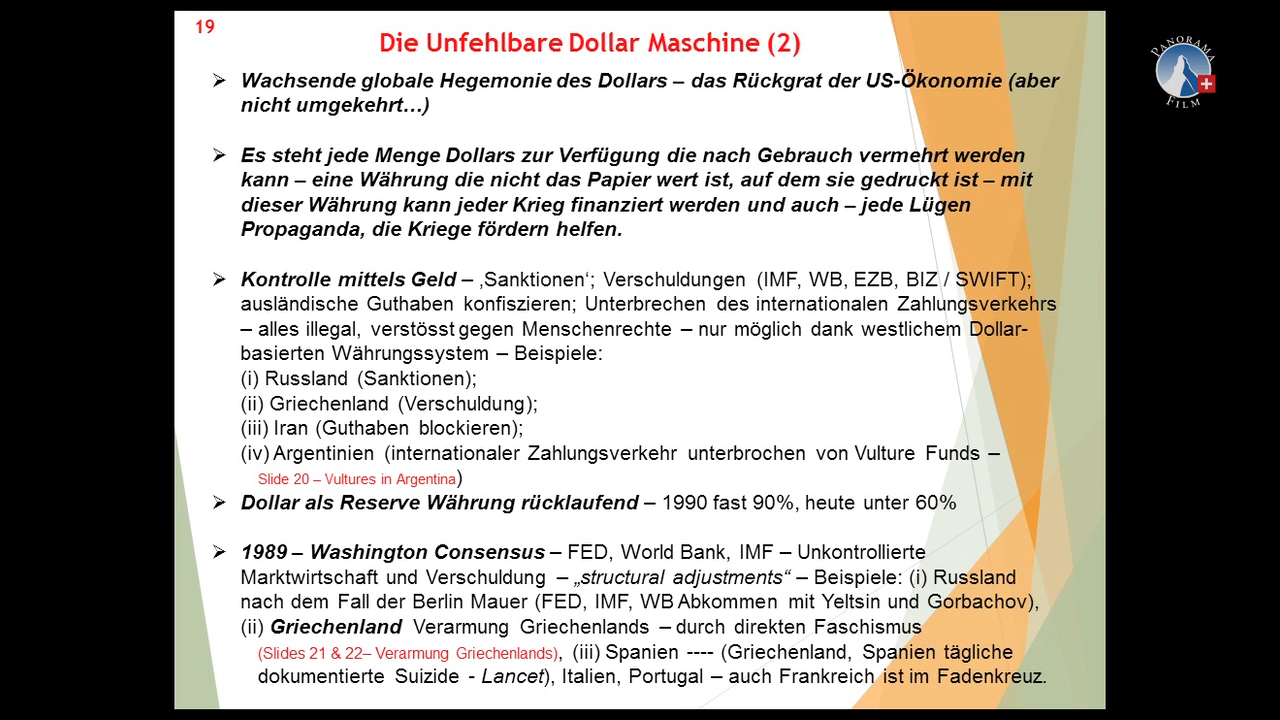 19
Die Unfehlbare Dollar Maschine (2)
PANORAMA
FILM
➢ Wachsende globale Hegemonie des Dollars – das Rückgrat der US-Ökonomie (aber
nicht umgekehrt…)
➢ Es steht jede Menge Dollars zur Verfügung die nach Gebrauch vermehrt werden
kann – eine Währung die nicht das Papier wert ist, auf dem sie gedruckt ist – mit
dieser Währung kann jeder Krieg finanziert werden und auch – jede Lügen
Propaganda, die Kriege fördern helfen.
➢ Kontrolle mittels Geld – ‚Sanktionen‘; Verschuldungen (IMF, WB, EZB, BIZ / SWIFT);
ausländische Guthaben konfiszieren; Unterbrechen des internationalen Zahlungsverkehrs
– alles illegal, verstösst gegen Menschenrechte – nur möglich dank westlichem Dollar-
basierten Währungssystem – Beispiele:
(i) Russland (Sanktionen);
(ii) Griechenland (Verschuldung);
(iii) Iran (Guthaben blockieren);
(iv) Argentinien (internationaler Zahlungsverkehr unterbrochen von Vulture Funds –
Slide 20 – Vultures in Argentina)
➢ Dollar als Reserve Währung rücklaufend – 1990 fast 90%, heute unter 60%
➢ 1989 – Washington Consensus – FED, World Bank, IMF – Unkontrollierte
Marktwirtschaft und Verschuldung – „structural adjustments“ – Beispiele: (i) Russland
nach dem Fall der Berlin Mauer (FED, IMF, WB Abkommen mit Yeltsin und Gorbachov),
(ii) Griechenland Verarmung Griechenlands – durch direkten Faschismus
(Slides 21 & 22– Verarmung Griechenlands), (iii) Spanien ---- (Griechenland, Spanien tägliche
dokumentierte Suizide - Lancet), Italien, Portugal – auch Frankreich ist im Fadenkreuz.